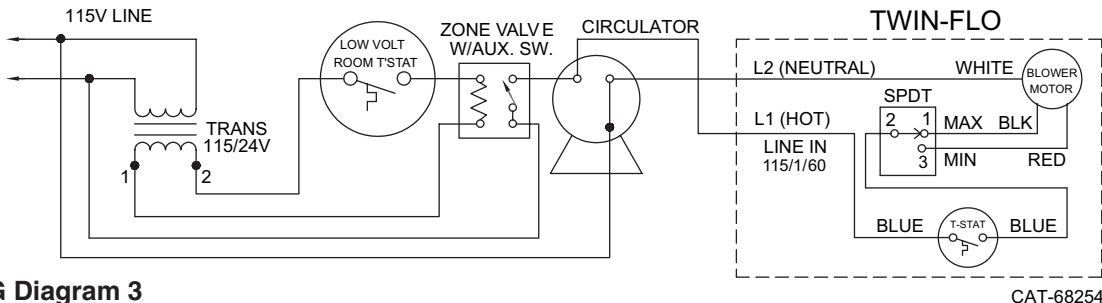 115V LINE
LOW VOLT
ROOM T'STAT
ZONE VALVE
W/AUX. SW.
CIRCULATOR
TWIN-FLO
TRANS
115/24V
1
2
L2 (NEUTRAL)
WHITE
BLOWER
MOTOR
SPDT
2 1
3
L1 (HOT)
MAX BLK
LINE IN
115/1/60
MIN
RED
BLUE
T-STAT
BLUE
G Diagram 3
CAT-68254